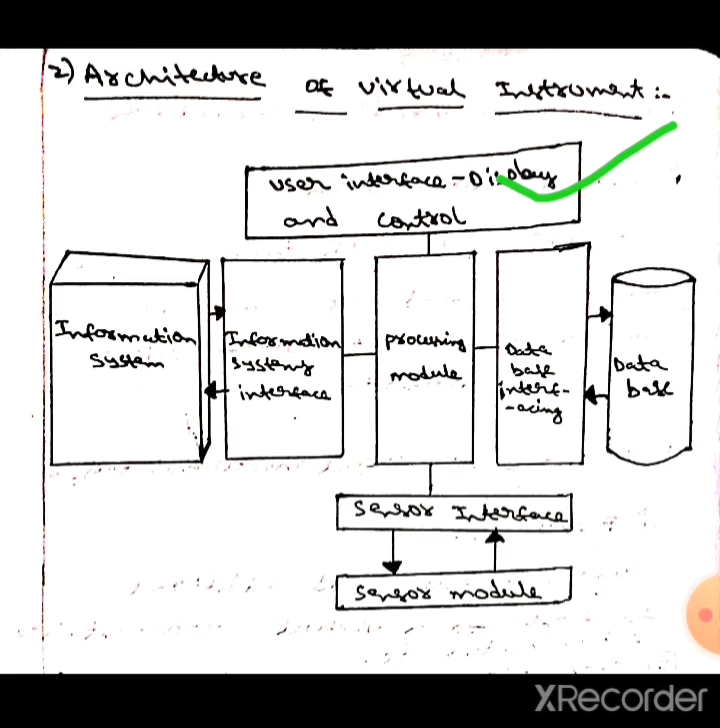 2) Architecture of Virtual Instrument:-
User interface - Display
and control
Information
system
Information
systems
interface
processing
module
Data
base
interf-
-acing
Data
base
Sensor Interface
Sensor module
XRecorder